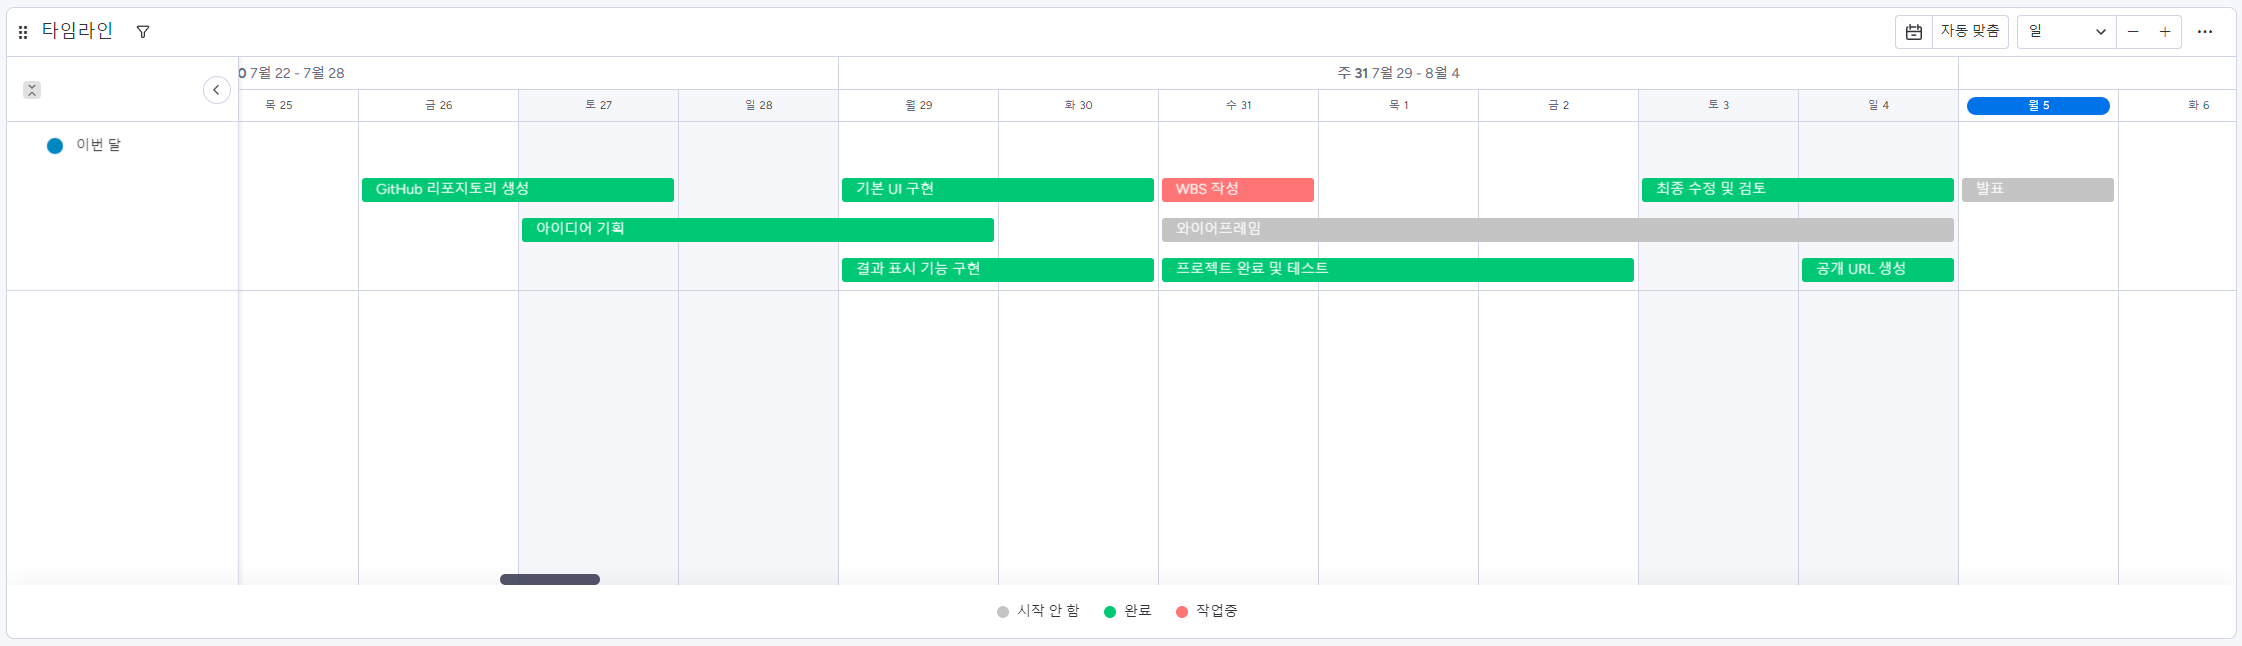 타임라인
자동 맞춤
일
0 7월 22 - 7월 28
주 31 7월 29 - 8월 4
목 25
금 26
토 27
일 28
월 29
화 30
수 31
목 1
금 2
토 3
일 4
월 5
화 6
이번 달
GitHub 리포지토리 생성
기본 UI 구현
WBS 작성
최종 수정 및 검토
발표
아이디어 기획
와이어프레임
결과 표시 기능 구현
프로젝트 완료 및 테스트
공개 URL 생성
시작 안 함
완료
작업중